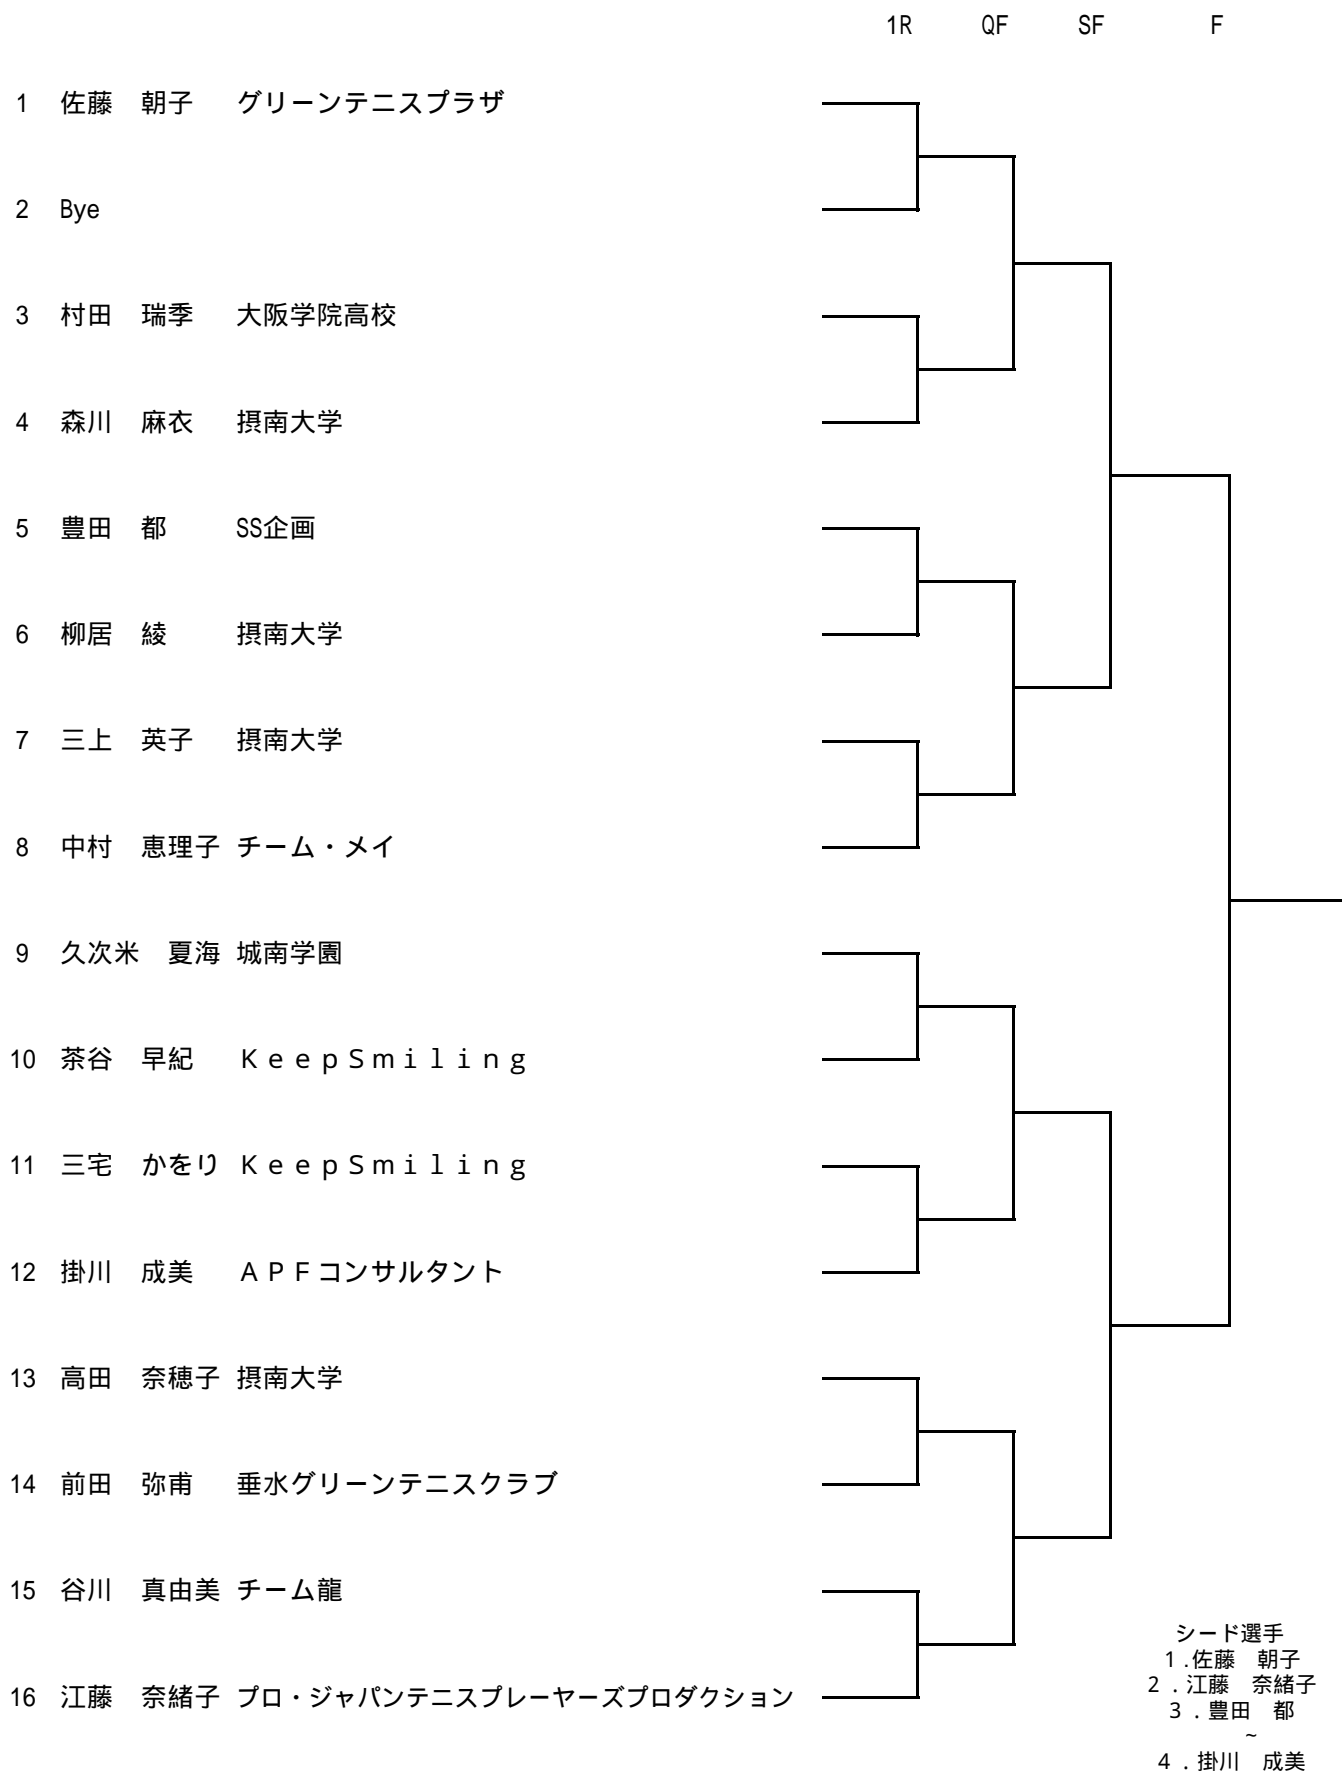 1R QF SF F
1 佐藤　朝子 グリーンテニスプラザ
2 Bye
3 村田　瑞季 大阪学院高校
4 森川　麻衣 摂南大学
5 豊田　都 SS企画
6 柳居　綾 摂南大学
7 三上　英子 摂南大学
8 中村　恵理子 チーム・メイ
9 久次米　夏海 城南学園
10 茶谷　早紀 ＫｅｅｐＳｍｉｌｉｎｇ
11 三宅　かをり ＫｅｅｐＳｍｉｌｉｎｇ
12 掛川　成美 ＡＰＦコンサルタント
13 高田　奈穂子 摂南大学
14 前田　弥甫 垂水グリーンテニスクラブ
15 谷川　真由美 チーム龍
16 江藤　奈緒子 プロ・ジャパンテニスプレーヤーズプロダクション
シード選手
１.佐藤　朝子
２．江藤　奈緒子
３．豊田　都
~
４．掛川　成美